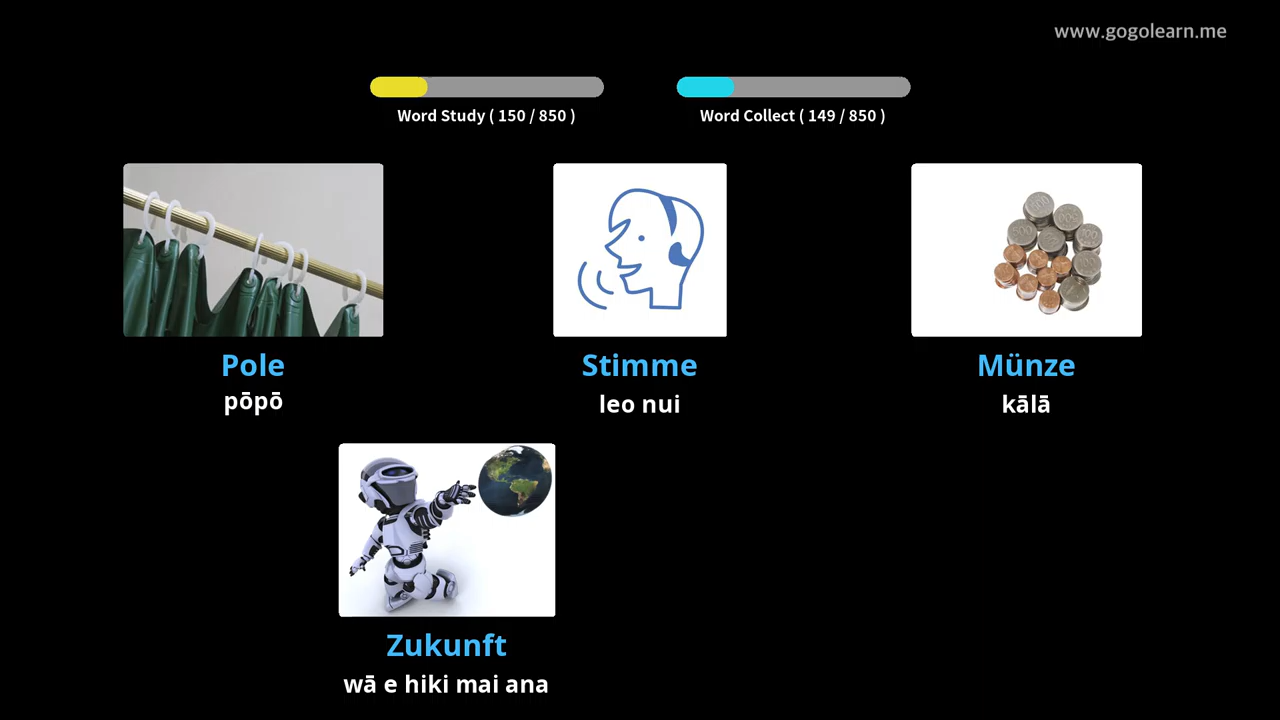 www.gogolearn.me
Word Study ( 150 / 850 )
Word Collect ( 149 / 850 )
Pole
pōpō
Stimme
leo nui
Münze
kālā
Zukunft
wā e hiki mai ana